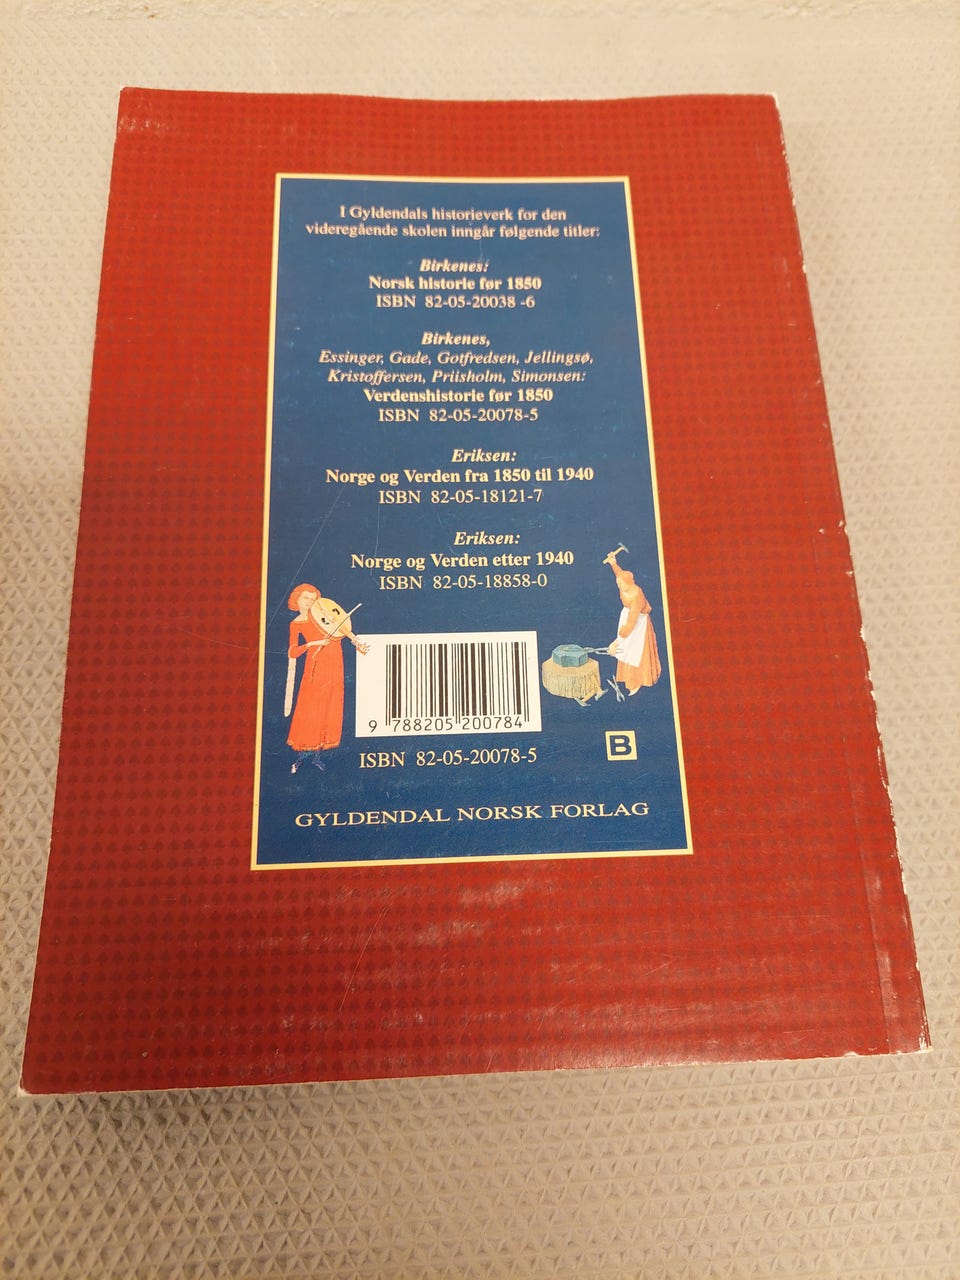 I Gyldendals historieverk for den
videregående skolen inngår følgende titler:
Birkenes:
Norsk historie før 1850
ISBN 82-05-20038 -6
Birkenes,
Essinger, Gade, Gotfredsen, Jellingsø,
Kristoffersen, Priisholm, Simonsen:
Verdenshistorie før 1850
ISBN 82-05-20078-5
Eriksen:
Norge og Verden fra 1850 til 1940
ISBN 82-05-18121-7
Eriksen:
Norge og Verden etter 1940
ISBN 82-05-18858-0
9 788205 200784
ISBN 82-05-20078-5
B
GYLDENDAL NORSK FORLAG